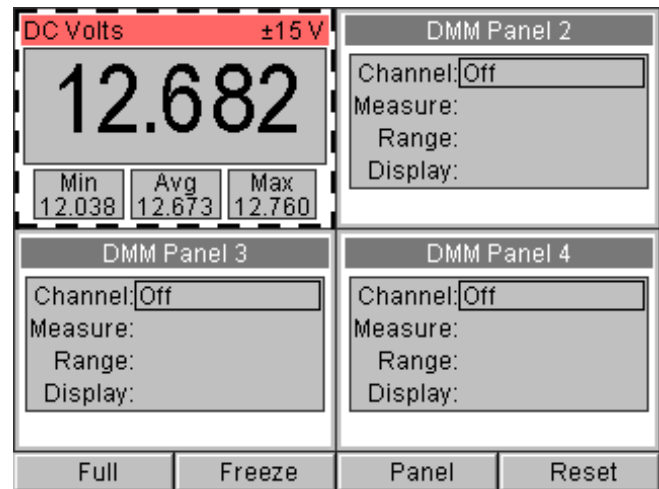 DC Volts ±15 V
12.682
Min Avg Max
12.038 12.673 12.760
DMM Panel 2
Channel: Off
Measure:
Range:
Display:
DMM Panel 3
Channel: Off
Measure:
Range:
Display:
DMM Panel 4
Channel: Off
Measure:
Range:
Display:
Full Freeze Panel Reset